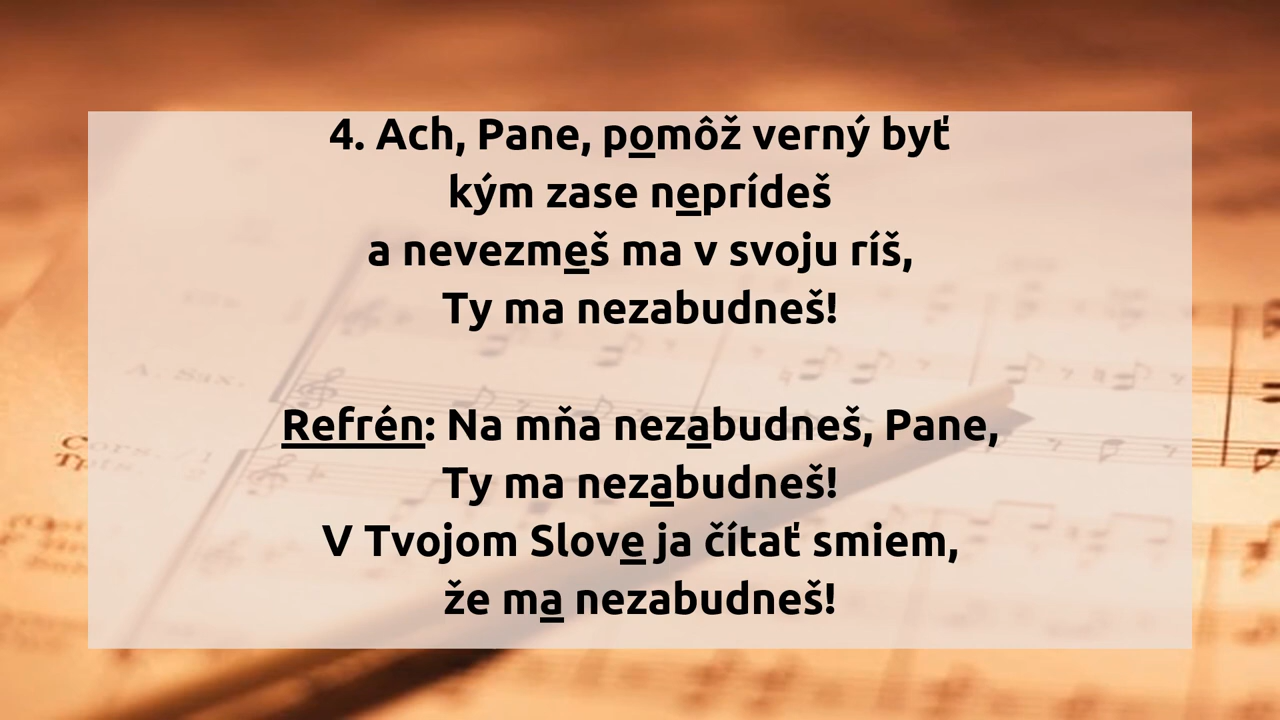 4. Ach, Pane, pomôž verný byť
kým zase neprídeš
a nevezmeš ma v svoju ríš,
Ty ma nezabudneš!
Refrén: Na mňa nezabudneš, Pane,
Ty ma nezabudneš!
V Tvojom Slove ja čítať smiem,
že ma nezabudneš!
A. Sax.